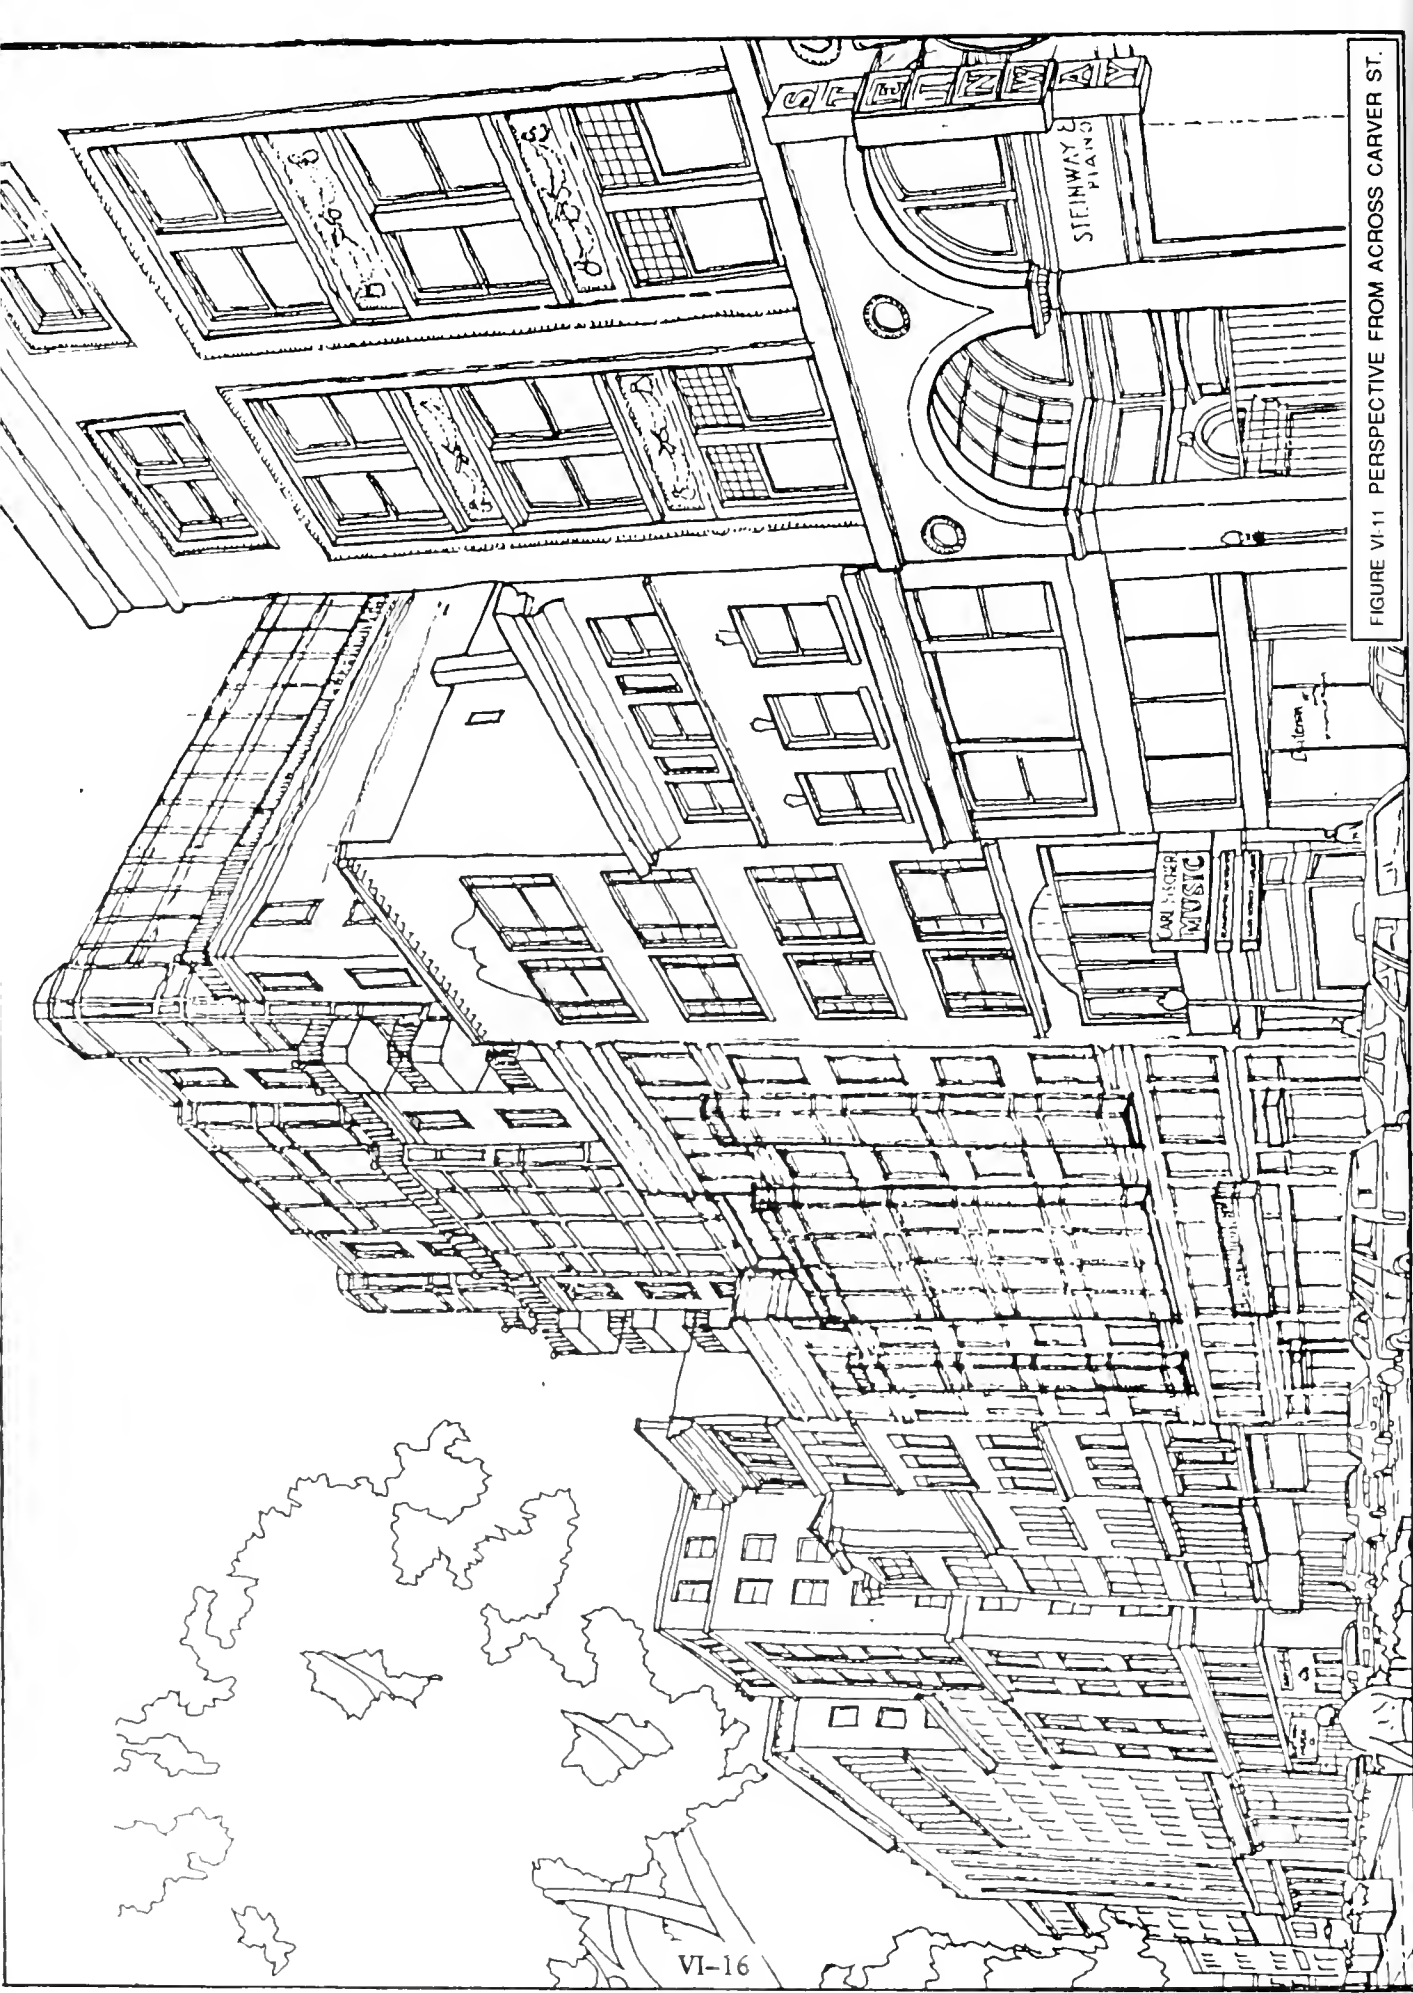 STEINWAY
STEINWAY &
PIANO
CARL FISCHER
MUSIC
FIGURE VI-11 PERSPECTIVE FROM ACROSS CARVER ST.
VI-16